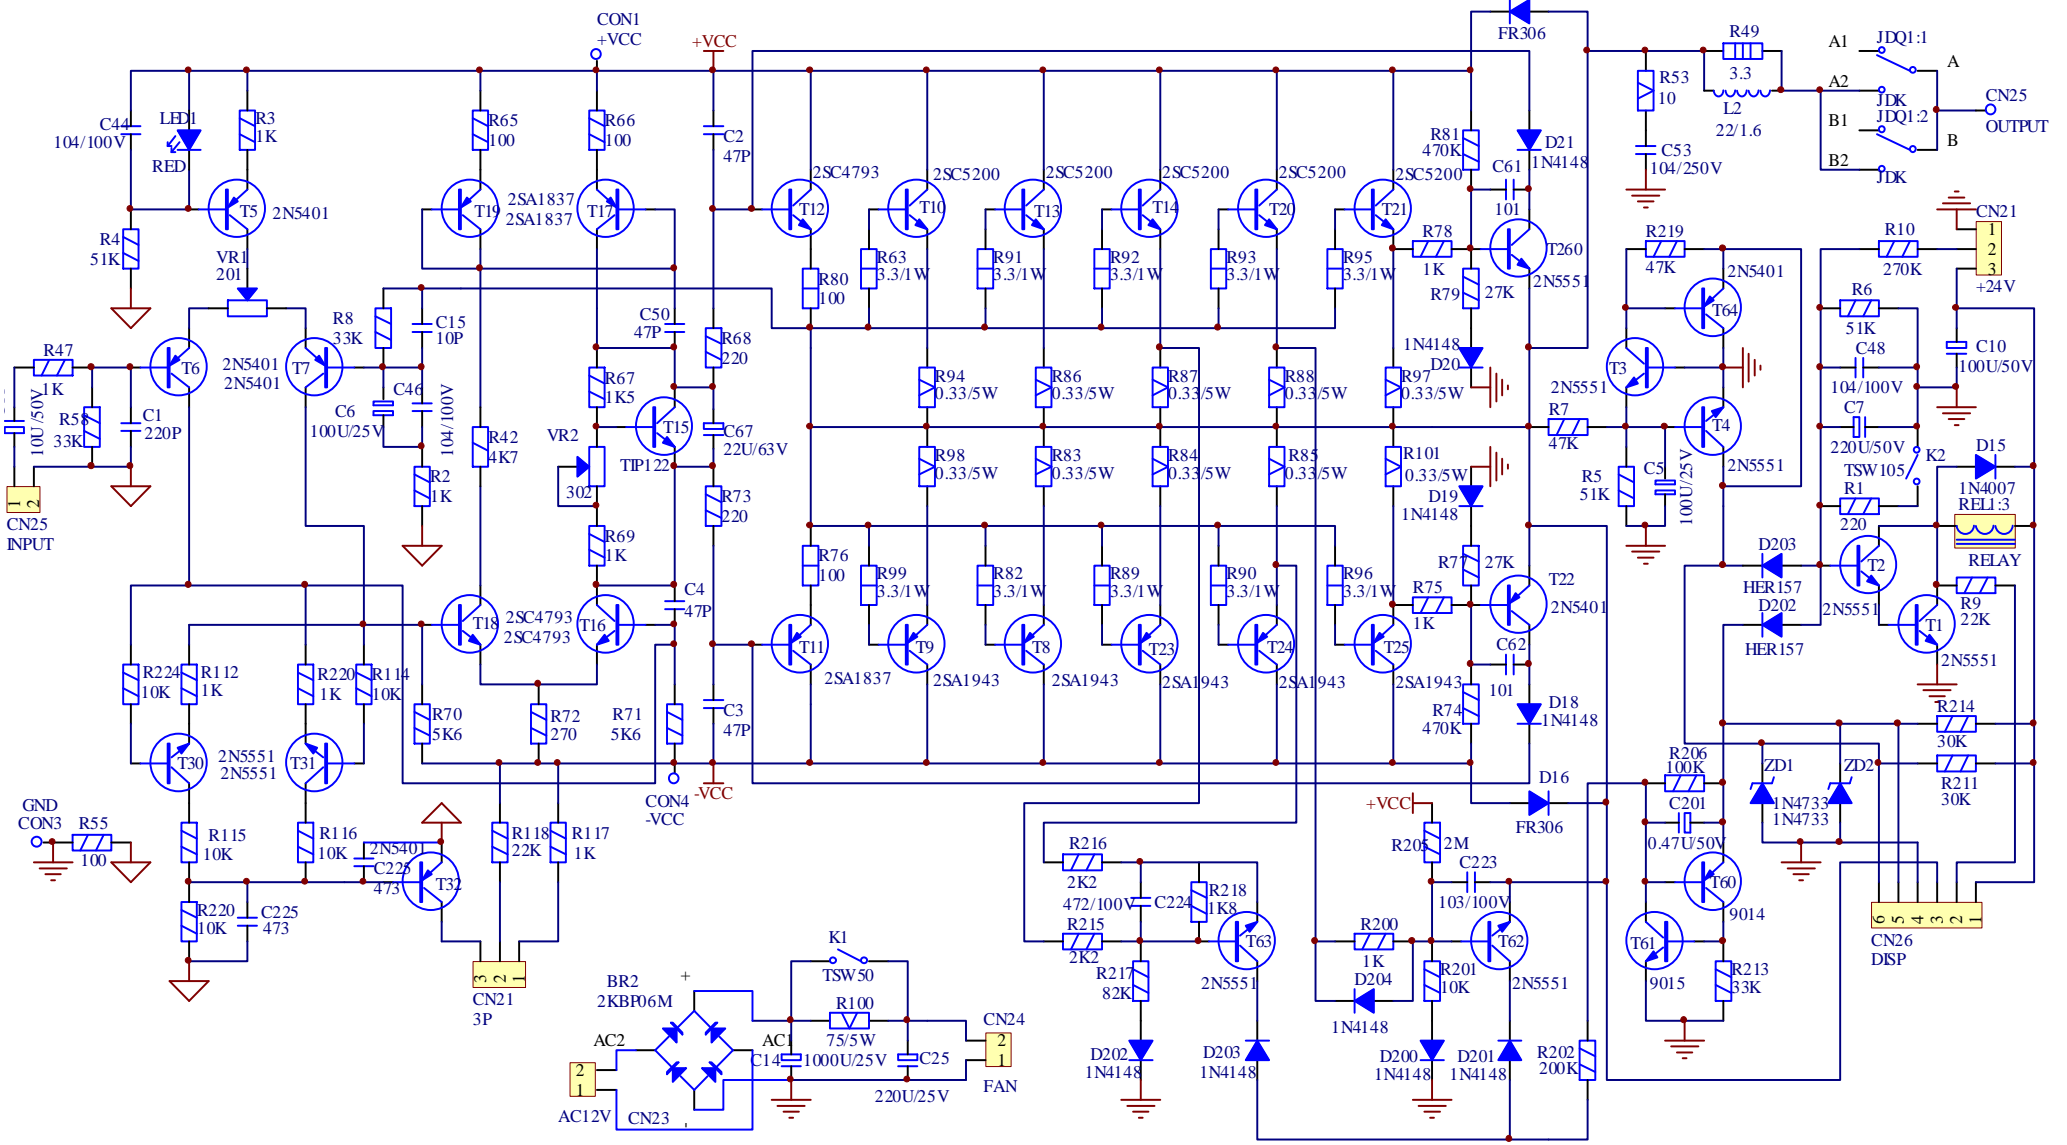 CON1
+VCC
+VCC
FR306
R49
3.3
L2
22/1.6
A1
JDQ1:1
A
A2
JDK
B1
JDQ1:2
B
B2
JDK
CN25
OUTPUT
R53
10
C53
104/250V
C44
104/100V
LED1
RED
R3
1K
T5
2N5401
R4
51K
VR1
201
R65
100
R66
100
C2
47P
T19
2SA1837
2SA1837
T17
2SC4793
T12
2SC5200
T10
2SC5200
T13
2SC5200
T14
2SC5200
T20
2SC5200
T21
R81
470K
D21
1N4148
C61
101
T260
2N5551
R78
1K
R79
27K
1N4148
D20
R80
100
R63
3.3/1W
R91
3.3/1W
R92
3.3/1W
R93
3.3/1W
R95
3.3/1W
R219
47K
2N5401
T64
T3
2N5551
T4
2N5551
R7
47K
R5
51K
C5
100U/25V
R10
270K
CN21
1
2
3
+24V
R6
51K
C48
104/100V
C7
220U/50V
C10
100U/50V
K2
TSW105
R1
220
D15
1N4007
REL1:3
RELAY
R47
1K
10U/50V
R58
33K
C1
220P
CN25
INPUT
1
2
T6
2N5401
2N5401
T7
R8
33K
C15
10P
C6
100U/25V
C46
104/100V
R2
1K
R42
4K7
C50
47P
R67
1K5
VR2
302
T15
TIP122
R69
1K
R68
220
C67
22U/63V
R73
220
R94
0.33/5W
R86
0.33/5W
R87
0.33/5W
R88
0.33/5W
R97
0.33/5W
R98
0.33/5W
R83
0.33/5W
R84
0.33/5W
R85
0.33/5W
R101
0.33/5W
D19
1N4148
R76
100
R99
3.3/1W
R82
3.3/1W
R89
3.3/1W
R90
3.3/1W
R96
3.3/1W
R77
27K
R75
1K
T22
2N5401
C62
101
R74
470K
D18
1N4148
D16
FR306
D203
HER157
D202
HER157
T2
2N5551
T1
2N5551
R9
22K
T18
2SC4793
2SC4793
T16
C4
47P
T11
2SA1837
T9
2SA1943
T8
2SA1943
T23
2SA1943
T24
2SA1943
T25
2SA1943
R224
10K
R112
1K
R220
1K
R114
10K
R70
5K6
R72
270
R71
5K6
C3
47P
CON4
-VCC
-VCC
T30
2N5551
2N5551
T31
GND
CON3
R55
100
R115
10K
R116
10K
2N5401
C225
473
T32
R118
22K
R117
1K
R220
10K
C225
473
CN21
3P
3
2
1
K1
TSW50
BR2
2KBP06M
+
R100
75/5W
AC2
AC1
C14
1000U/25V
C25
220U/25V
CN24
2
1
FAN
2
1
AC12V
CN23
R216
2K2
472/100V
C224
R218
1K8
R215
2K2
R217
82K
T63
2N5551
D202
1N4148
D203
1N4148
+VCC
R205
2M
C223
103/100V
R200
1K
D204
1N4148
R201
10K
T62
2N5551
D200
1N4148
D201
1N4148
R202
200K
R206
100K
C201
0.47U/50V
T60
9014
T61
9015
R213
33K
ZD1
1N4733
1N4733
ZD2
R214
30K
R211
30K
6
5
4
3
2
1
CN26
DISP